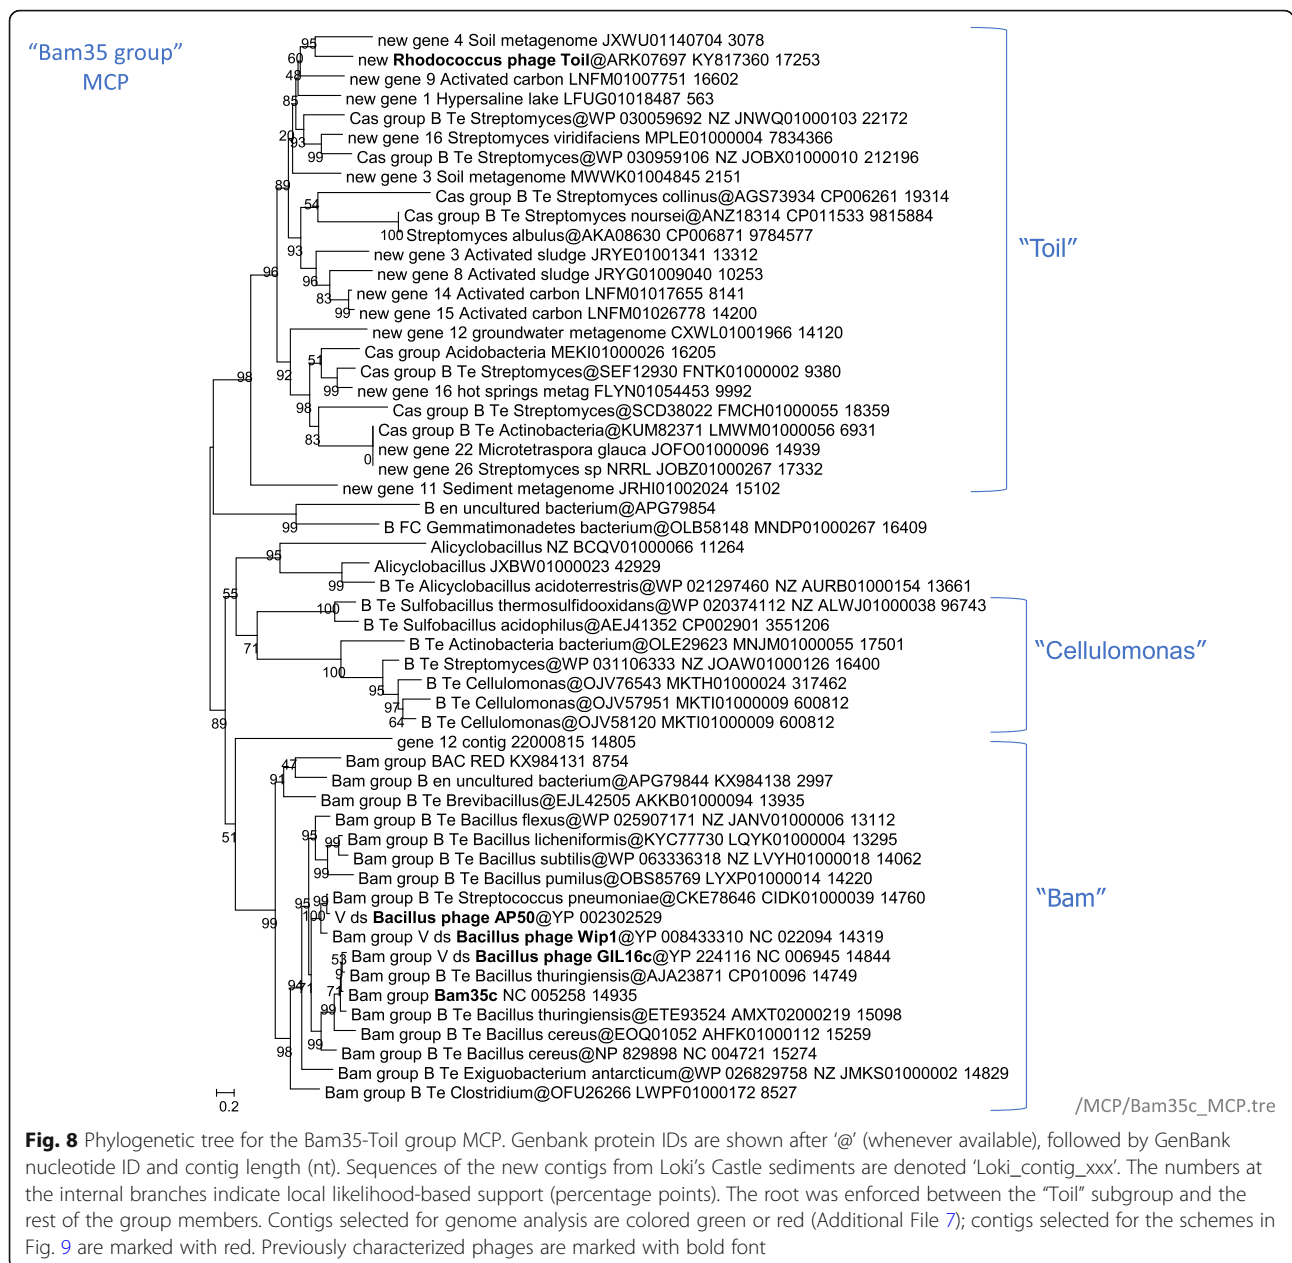 “Bam35 group”
MCP
new gene 4 Soil metagenome JXWU01140704 3078
new Rhodococcus phage Toil@ARK07697 KY817360 17253
new gene 9 Activated carbon LNFM01007751 16602
new gene 1 Hypersaline lake LFUG01018487 563
Cas group B Te Streptomyces@WP 030059692 NZ JNWQ01000103 22172
new gene 16 Streptomyces viridifaciens MPLE01000004 7834366
Cas group B Te Streptomyces@WP 030959106 NZ JOBX01000010 212196
new gene 3 Soil metagenome MWWK01004845 2151
Cas group B Te Streptomyces collinus@AGS73934 CP006261 19314
Cas group B Te Streptomyces noursei@ANZ18314 CP011533 9815884
Streptomyces albulus@AKA08630 CP006871 9784577
new gene 3 Activated sludge JRYE01001341 13312
new gene 8 Activated sludge JRYG01009040 10253
new gene 14 Activated carbon LNFM01017655 8141
new gene 15 Activated carbon LNFM01026778 14200
new gene 12 groundwater metagenome CXWL01001966 14120
Cas group Acidobacteria MEKI01000026 16205
Cas group B Te Streptomyces@SEF12930 FNTK01000002 9380
new gene 16 hot springs metag FLYN01054453 9992
Cas group B Te Streptomyces@SCD38022 FMCH01000055 18359
Cas group B Te Actinobacteria@KUM82371 LMWM01000056 6931
new gene 22 Microtetraspora glauca JOFO01000096 14939
new gene 26 Streptomyces sp NRRL JOBZ01000267 17332
new gene 11 Sediment metagenome JRHI01002024 15102
“Toil”
B en uncultured bacterium@APG79854
B FC Gemmatimonadetes bacterium@OLB58148 MNDP01000267 16409
Alicyclobacillus NZ BCQV01000066 11264
Alicyclobacillus JXBW01000023 42929
B Te Alicyclobacillus acidoterrestris@WP 021297460 NZ AURB01000154 13661
B Te Sulfobacillus thermosulfidooxidans@WP 020374112 NZ ALWJ01000038 96743
B Te Sulfobacillus acidophilus@AEJ41352 CP002901 3551206
B Te Actinobacteria bacterium@OLE29623 MNJM01000055 17501
B Te Streptomyces@WP 031106333 NZ JOAW01000126 16400
B Te Cellulomonas@OJV76543 MKTH01000024 317462
B Te Cellulomonas@OJV57951 MKTI01000009 600812
B Te Cellulomonas@OJV58120 MKTI01000009 600812
“Cellulomonas”
gene 12 contig 22000815 14805
Bam group BAC RED KX984131 8754
Bam group B en uncultured bacterium@APG79844 KX984138 2997
Bam group B Te Brevibacillus@EJL42505 AKKB01000094 13935
Bam group B Te Bacillus flexus@WP 025907171 NZ JANV01000006 13112
Bam group B Te Bacillus licheniformis@KYC77730 LQYK01000004 13295
Bam group B Te Bacillus subtilis@WP 063336318 NZ LVYH01000018 14062
Bam group B Te Bacillus pumilus@OBS85769 LYXP01000014 14220
Bam group B Te Streptococcus pneumoniae@CKE78646 CIDK01000039 14760
V ds Bacillus phage AP50@YP 002302529
Bam group V ds Bacillus phage Wip1@YP 008433310 NC 022094 14319
Bam group V ds Bacillus phage GIL16c@YP 224116 NC 006945 14844
Bam group B Te Bacillus thuringiensis@AJA23871 CP010096 14749
Bam group Bam35c NC 005258 14935
Bam group B Te Bacillus thuringiensis@ETE93524 AMXT02000219 15098
Bam group B Te Bacillus cereus@EOQ01052 AHFK01000112 15259
Bam group B Te Bacillus cereus@NP 829898 NC 004721 15274
Bam group B Te Exiguobacterium antarcticum@WP 026829758 NZ JMKS01000002 14829
Bam group B Te Clostridium@OFU26266 LWPF01000172 8527
“Bam”
95
60
48
85
20
93
99
89
54
100
93
96
96
83
99
98
92
51
99
98
83
0
99
95
99
55
100
71
100
95
97
64
89
47
91
51
95
99
99
99
95
99
100
94
71
99
99
98
0.2
/MCP/Bam35c_MCP.tre
Fig. 8 Phylogenetic tree for the Bam35-Toil group MCP. Genbank protein IDs are shown after ‘@’ (whenever available), followed by GenBank
nucleotide ID and contig length (nt). Sequences of the new contigs from Loki’s Castle sediments are denoted ‘Loki_contig_xxx’. The numbers at
the internal branches indicate local likelihood-based support (percentage points). The root was enforced between the “Toil” subgroup and the
rest of the group members. Contigs selected for genome analysis are colored green or red (Additional File 7); contigs selected for the schemes in
Fig. 9 are marked with red. Previously characterized phages are marked with bold font